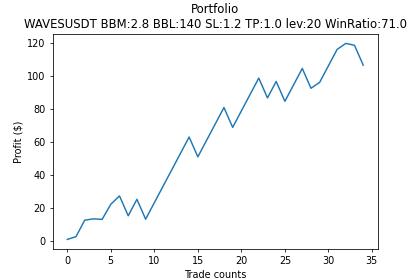 Portfolio
WAVESUSDT BBM:2.8 BBL:140 SL:1.2 TP:1.0 lev:20 WinRatio:71.0
120
100
80
60
40
20
0
Profit ($)
0 5 10 15 20 25 30 35
Trade counts